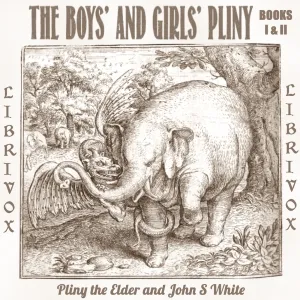 THE BOYS' AND GIRLS' PLINY
BOOKS
I & II
LIBRIVOX
LIBRIVOX
Pliny the Elder and John S White